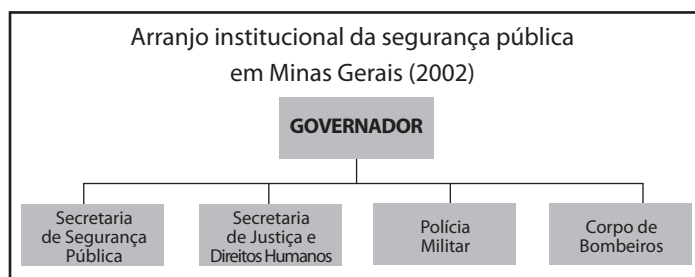 Arranjo institucional da segurança pública
em Minas Gerais (2002)
GOVERNADOR
Secretaria
de Segurança
Pública
Secretaria
de Justiça e
Direitos Humanos
Polícia
Militar
Corpo de
Bombeiros